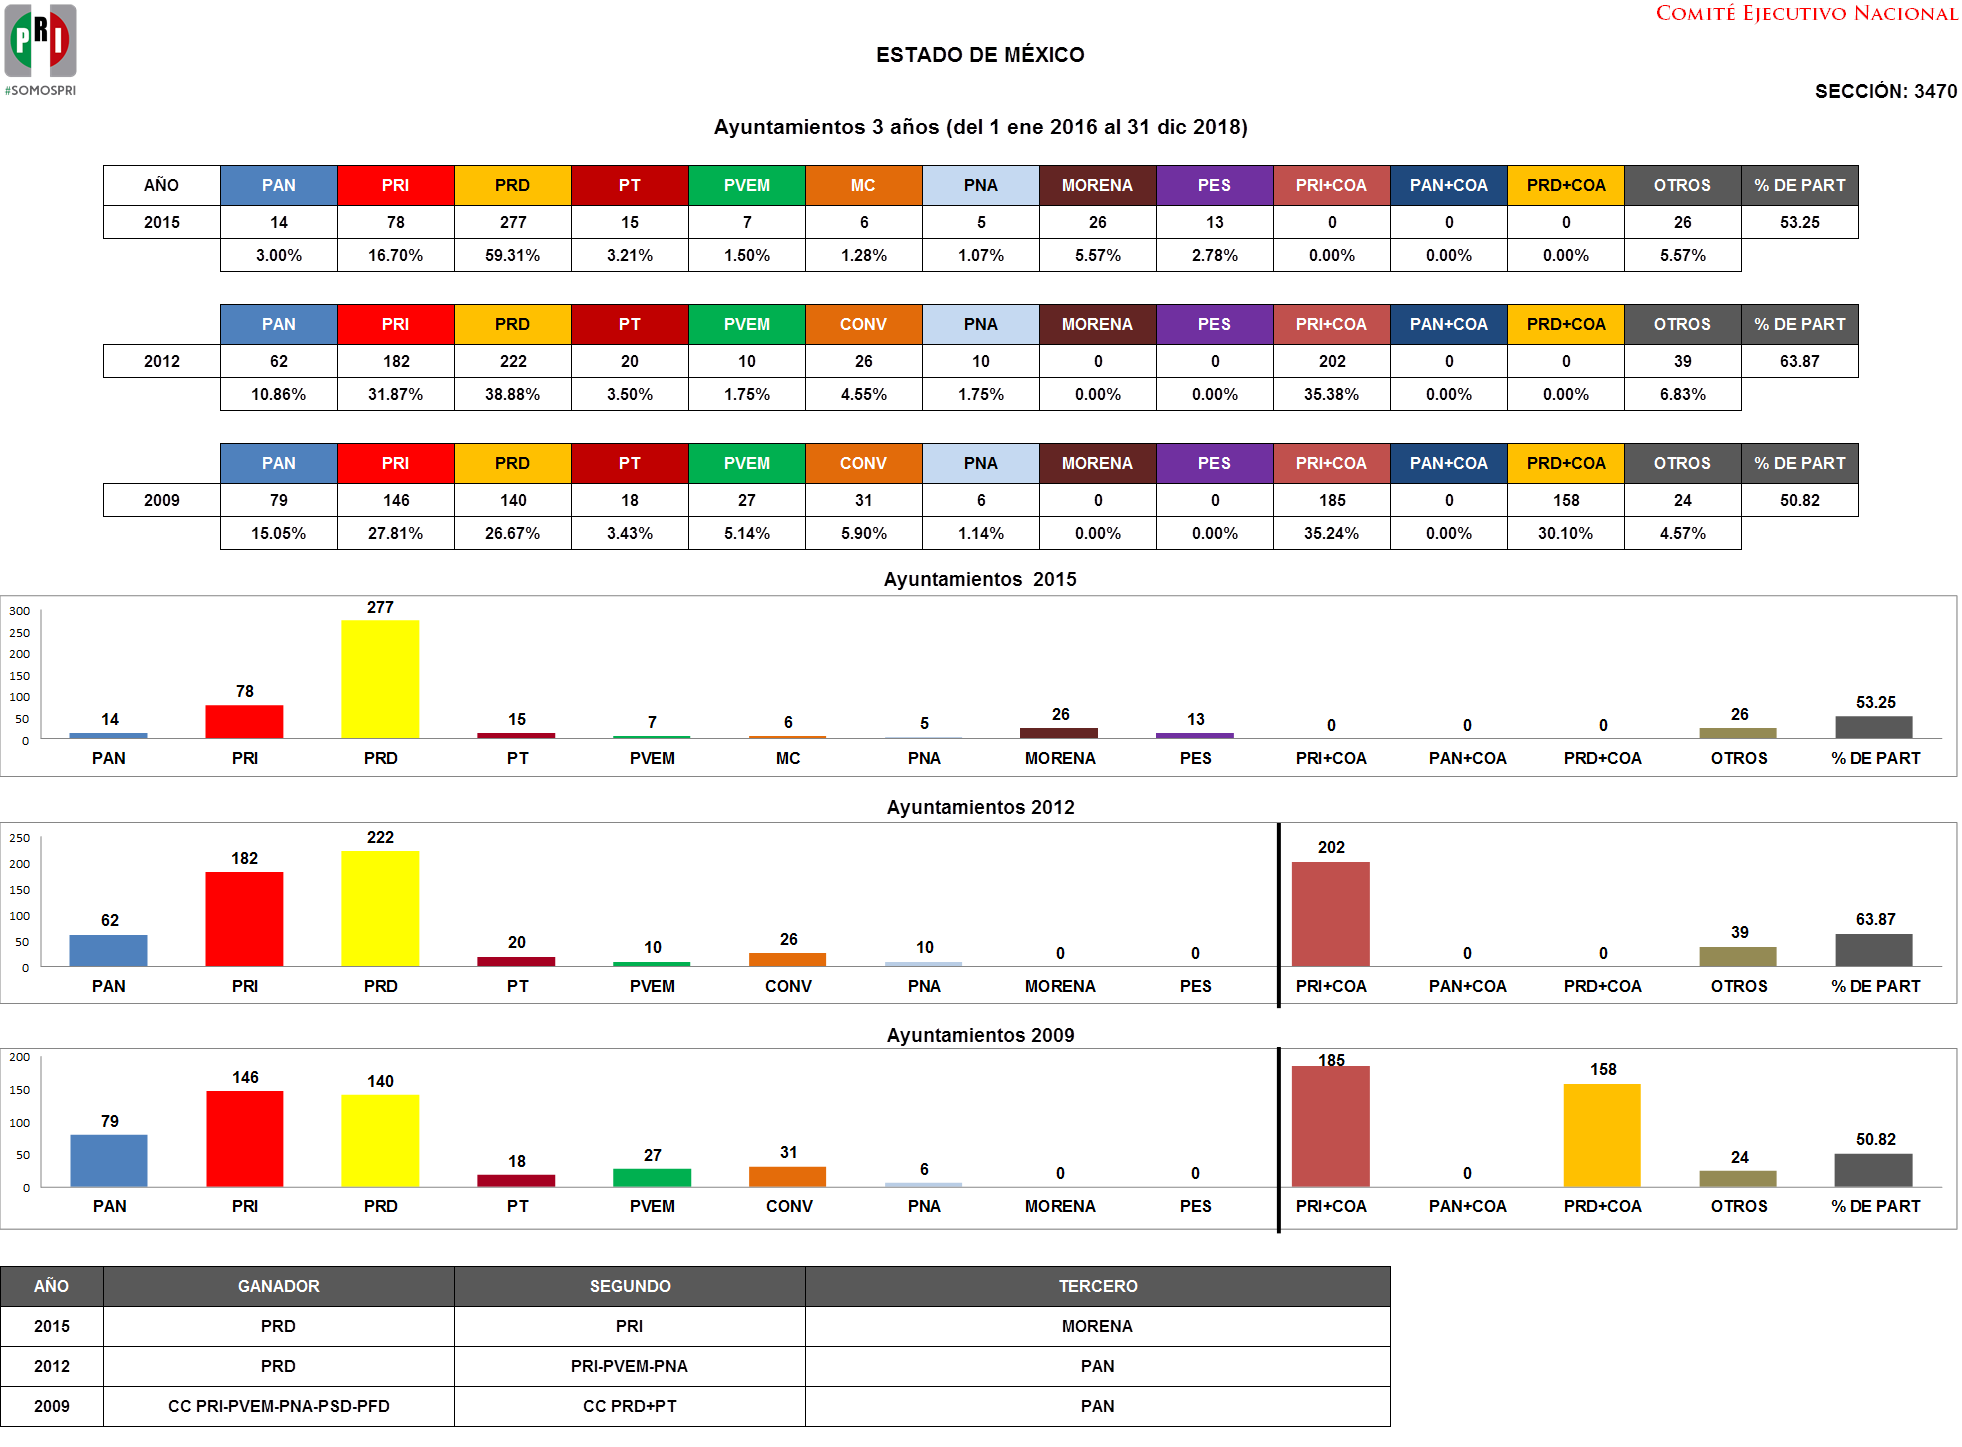 PRI
#SOMOSPRI
COMITÉ EJECUTIVO NACIONAL
ESTADO DE MÉXICO
SECCIÓN: 3470
Ayuntamientos 3 años (del 1 ene 2016 al 31 dic 2018)
AÑO PAN PRI PRD PT PVEM MC PNA MORENA PES PRI+COA PAN+COA PRD+COA OTROS % DE PART
2015 14 78 277 15 7 6 5 26 13 0 0 0 26 53.25
3.00% 16.70% 59.31% 3.21% 1.50% 1.28% 1.07% 5.57% 2.78% 0.00% 0.00% 0.00% 5.57%
PAN PRI PRD PT PVEM CONV PNA MORENA PES PRI+COA PAN+COA PRD+COA OTROS % DE PART
2012 62 182 222 20 10 26 10 0 0 202 0 0 39 63.87
10.86% 31.87% 38.88% 3.50% 1.75% 4.55% 1.75% 0.00% 0.00% 35.38% 0.00% 0.00% 6.83%
PAN PRI PRD PT PVEM CONV PNA MORENA PES PRI+COA PAN+COA PRD+COA OTROS % DE PART
2009 79 146 140 18 27 31 6 0 0 185 0 158 24 50.82
15.05% 27.81% 26.67% 3.43% 5.14% 5.90% 1.14% 0.00% 0.00% 35.24% 0.00% 30.10% 4.57%
Ayuntamientos 2015
300
250
200
150
100
50
0
14 78 277 15 7 6 5 26 13 0 0 0 26 53.25
PAN PRI PRD PT PVEM MC PNA MORENA PES PRI+COA PAN+COA PRD+COA OTROS % DE PART
Ayuntamientos 2012
250
200
150
100
50
0
62 182 222 20 10 26 10 0 0 202 0 0 39 63.87
PAN PRI PRD PT PVEM CONV PNA MORENA PES PRI+COA PAN+COA PRD+COA OTROS % DE PART
Ayuntamientos 2009
200
150
100
50
0
79 146 140 18 27 31 6 0 0 185 0 158 24 50.82
PAN PRI PRD PT PVEM CONV PNA MORENA PES PRI+COA PAN+COA PRD+COA OTROS % DE PART
AÑO GANADOR SEGUNDO TERCERO
2015 PRD PRI MORENA
2012 PRD PRI-PVEM-PNA PAN
2009 CC PRI-PVEM-PNA-PSD-PFD CC PRD+PT PAN